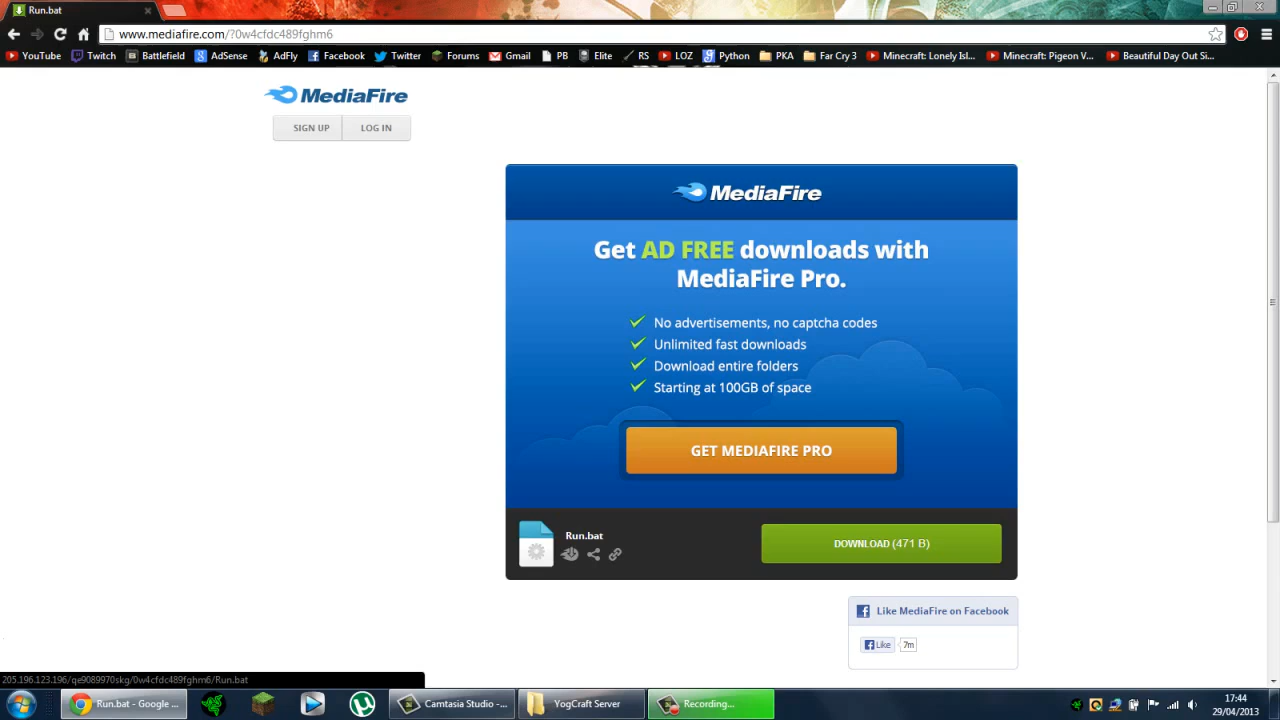 Run.bat
www.mediafire.com/?0w4cfdc489fghm6
YouTube Twitch Battlefield AdSense AdFly Facebook Twitter Forums Gmail PB Elite RS LOZ Python PKA Far Cry 3 Minecraft: Lonely Isl... Minecraft: Pigeon V... Beautiful Day Out Si...
MediaFire
SIGN UP LOG IN
MediaFire
Get AD FREE downloads with
MediaFire Pro.
No advertisements, no captcha codes
Unlimited fast downloads
Download entire folders
Starting at 100GB of space
GET MEDIAFIRE PRO
Run.bat
DOWNLOAD (471 B)
Like MediaFire on Facebook
Like 7m
205.196.123.196/qe9089970skg/0w4cfdc489fghm6/Run.bat
Run.bat - Google ... Camtasia Studio -... YogCraft Server Recording...
17:44
29/04/2013